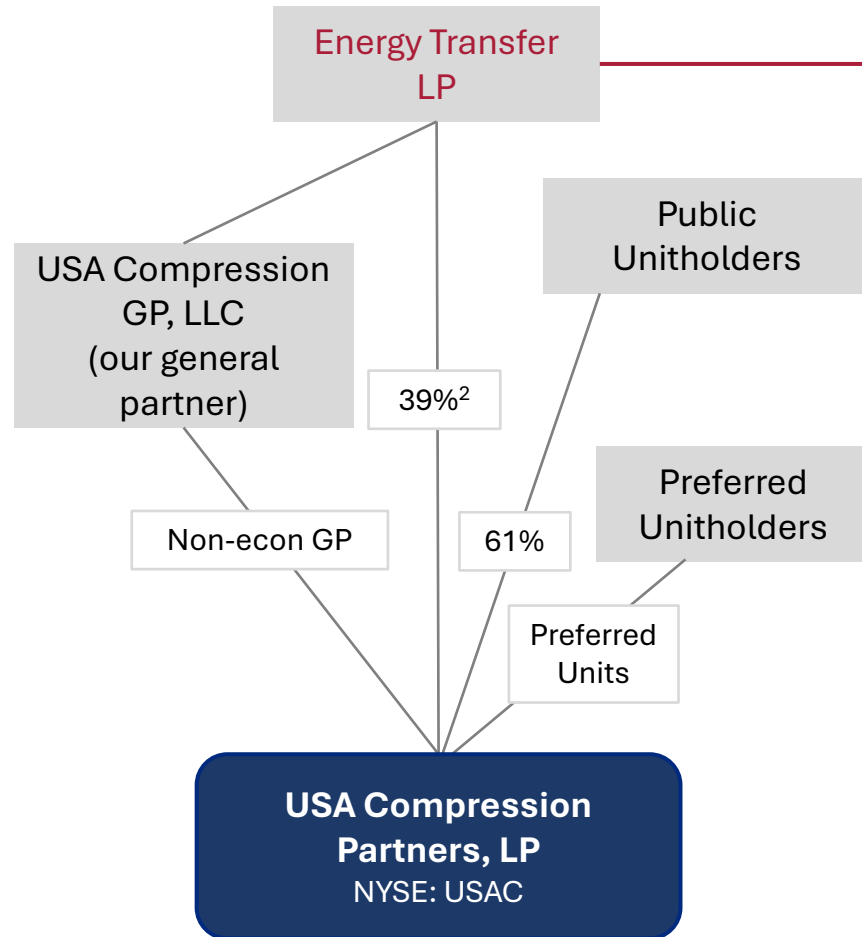 Energy Transfer
LP
Public
Unitholders
USA Compression
GP, LLC
(our general
partner)
39%²
Preferred
Unitholders
Non-econ GP
61%
Preferred
Units
USA Compression
Partners, LP
NYSE: USAC